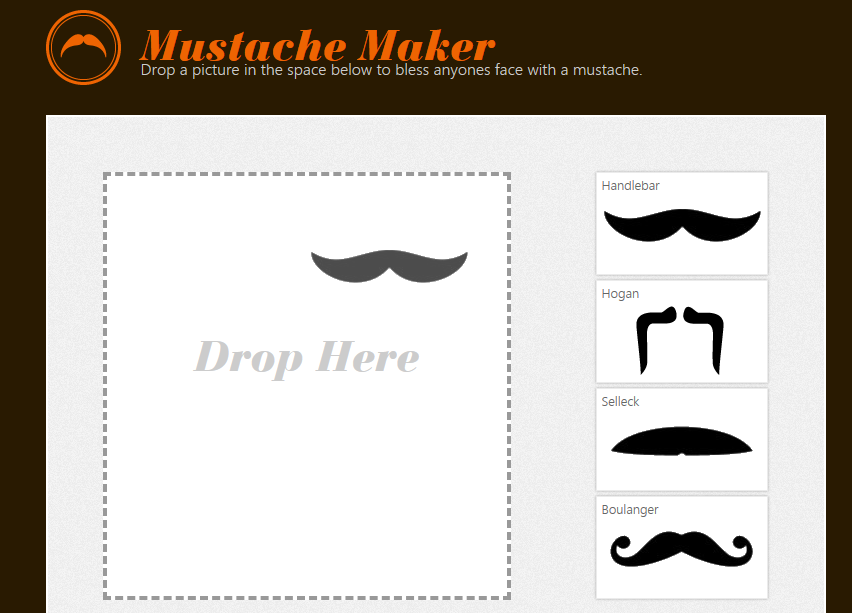 Mustache Maker
Drop a picture in the space below to bless anyones face with a mustache.
Drop Here
Handlebar
Hogan
Selleck
Boulanger